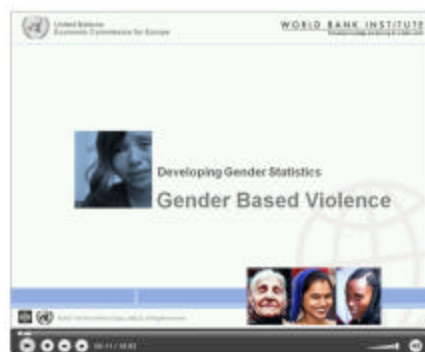 United Nations
Economic Commission for Europe
WORLD BANK INSTITUTE
Developing Gender Statistics
Gender Based Violence